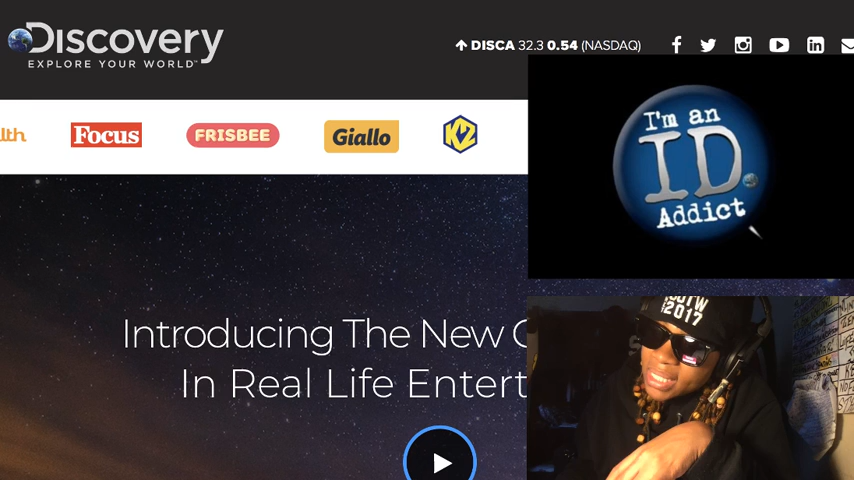 Discovery
EXPLORE YOUR WORLD™
DISCA 32.3 0.54 (NASDAQ)
lth
Focus
FRISBEE
Giallo
K2
I'm an
ID.
Addict
Introducing The New
In Real Life Entert
2017